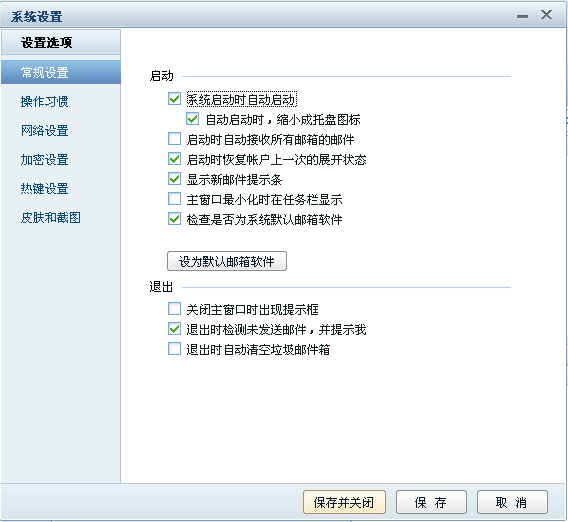 系统设置
设置选项
常规设置
操作习惯
网络设置
加密设置
热键设置
皮肤和截图
启动
系统启动时自动启动
自动启动时，缩小成托盘图标
启动时自动接收所有邮箱的邮件
启动时恢复帐户上一次的展开状态
显示新邮件提示条
主窗口最小化时在任务栏显示
检查是否为系统默认邮箱软件
设为默认邮箱软件
退出
关闭主窗口时出现提示框
退出时检测未发送邮件，并提示我
退出时自动清空垃圾邮件箱
保存并关闭 保 存 取 消